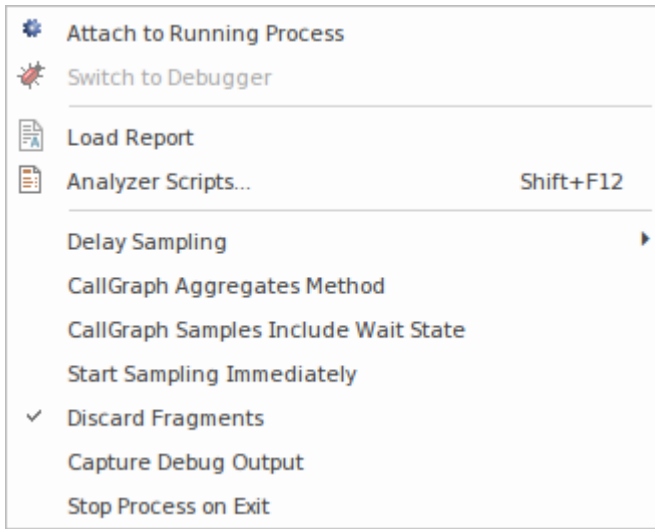 Attach to Running Process
Switch to Debugger
Load Report
Analyzer Scripts... Shift+F12
Delay Sampling
CallGraph Aggregates Method
CallGraph Samples Include Wait State
Start Sampling Immediately
Discard Fragments
Capture Debug Output
Stop Process on Exit